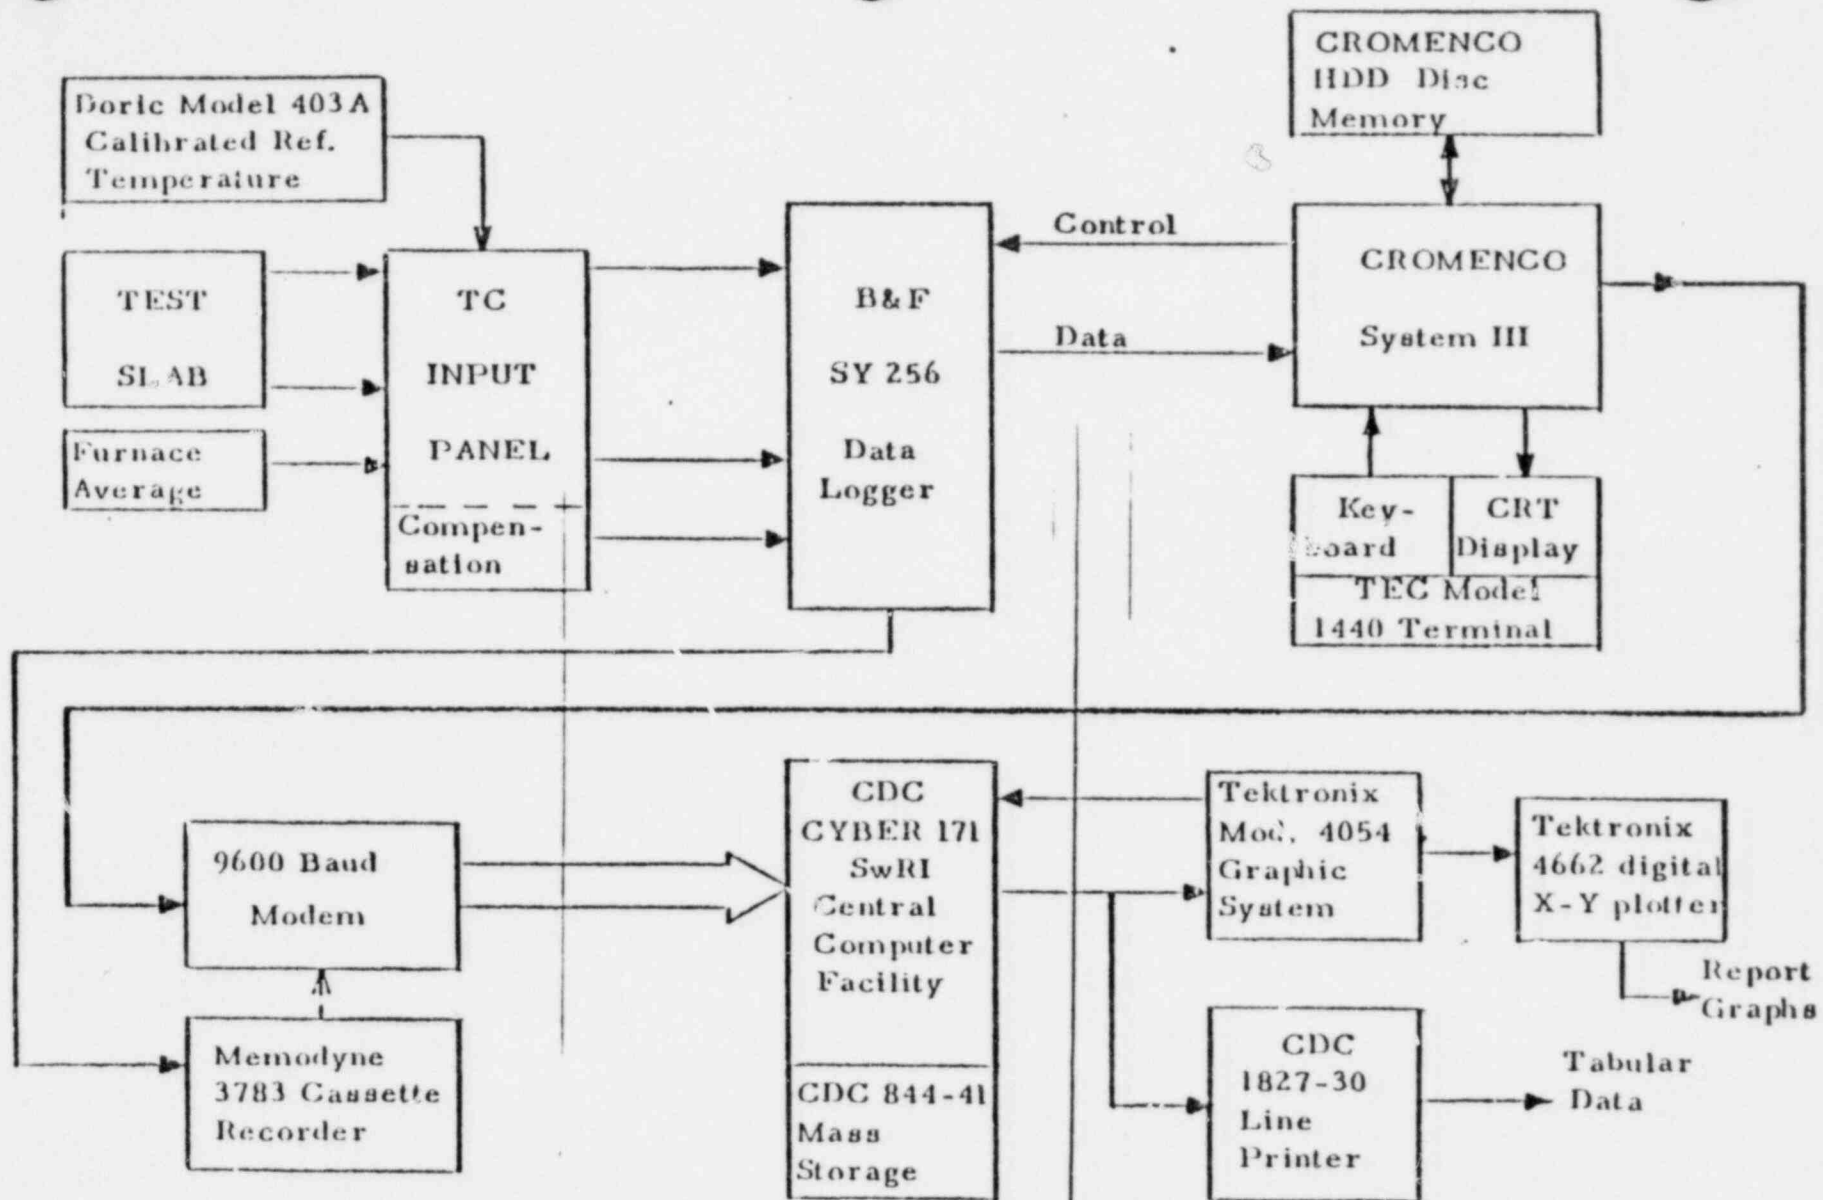 CROMENCO
HDD Disc
Memory
Doric Model 403A
Calibrated Ref.
Temperature
TEST
SLAB
Furnace
Average
TC
INPUT
PANEL
Compen-
sation
B&F
SY 256
Data
Logger
Control
Data
CROMENCO
System III
Key-
board
CRT
Display
TEC Model
1440 Terminal
9600 Baud
Modem
Memodyne
3783 Cassette
Recorder
CDC
CYBER 171
SwRI
Central
Computer
Facility
CDC 844-41
Mass
Storage
Tektronix
Mod. 4054
Graphic
System
Tektronix
4662 digital
X-Y plotter
Report
Graphs
CDC
1827-30
Line
Printer
Tabular
Data